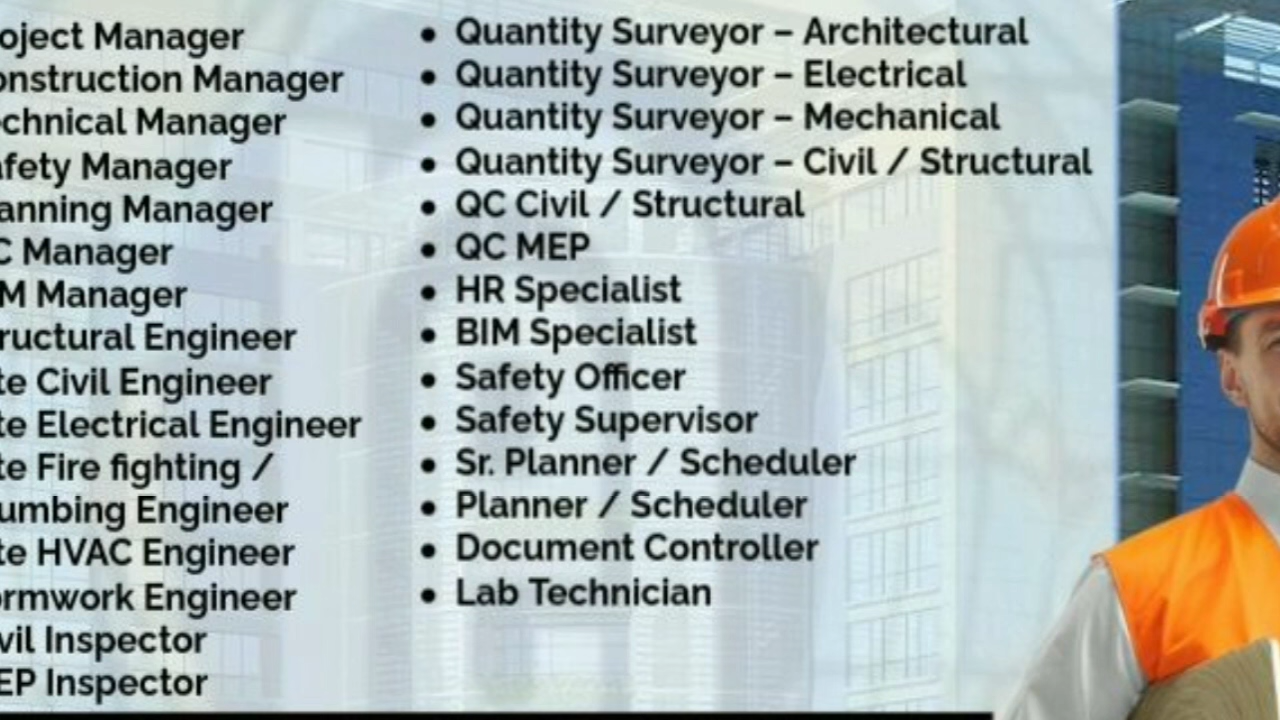 oject Manager
onstruction Manager
echnical Manager
afety Manager
anning Manager
C Manager
M Manager
ructural Engineer
te Civil Engineer
te Electrical Engineer
te Fire fighting /
umbing Engineer
te HVAC Engineer
ormwork Engineer
vil Inspector
EP Inspector
• Quantity Surveyor – Architectural
• Quantity Surveyor – Electrical
• Quantity Surveyor – Mechanical
• Quantity Surveyor – Civil / Structural
• QC Civil / Structural
• QC MEP
• HR Specialist
• BIM Specialist
• Safety Officer
• Safety Supervisor
• Sr. Planner / Scheduler
• Planner / Scheduler
• Document Controller
• Lab Technician